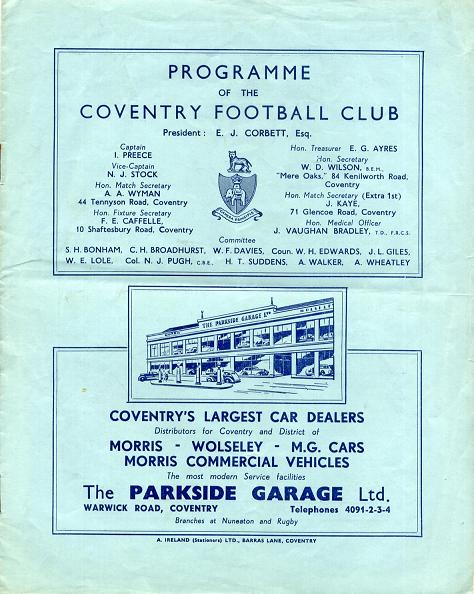 PROGRAMME
OF THE
COVENTRY FOOTBALL CLUB
President : E. J. CORBETT, Esq.
Captain
I. PREECE
Vice-Captain
N. J. STOCK
Hon. Match Secretary
A. A. WYMAN
44 Tennyson Road, Coventry
Hon. Fixture Secretary
F. E. CAFFELLE,
10 Shaftesbury Road, Coventry
Hon. Treasurer E. G. AYRES
Hon. Secretary
W. D. WILSON, B.E.M.,
"Mere Oaks," 84 Kenilworth Road,
Coventry
Hon. Match Secretary (Extra 1st)
J. KAYE,
71 Glencoe Road, Coventry
Hon. Medical Officer
J. VAUGHAN BRADLEY, T.D., F.R.C.S.
Committee
S. H. BONHAM, C. H. BROADHURST, W. F. DAVIES, Coun. W. H. EDWARDS, J. L. GILES,
W. E. LOLE, Col. N. J. PUGH, C.B.E., H. T. SUDDENS, A. WALKER, A. WHEATLEY
THE PARKSIDE GARAGE LTD.
COVENTRY'S LARGEST CAR DEALERS
Distributors for Coventry and District of
MORRIS - WOLSELEY - M.G. CARS
MORRIS COMMERCIAL VEHICLES
The most modern Service facilities
The PARKSIDE GARAGE Ltd.
WARWICK ROAD, COVENTRY Telephones 4091-2-3-4
Branches at Nuneaton and Rugby
A. IRELAND (Stationers) LTD., BARRAS LANE, COVENTRY